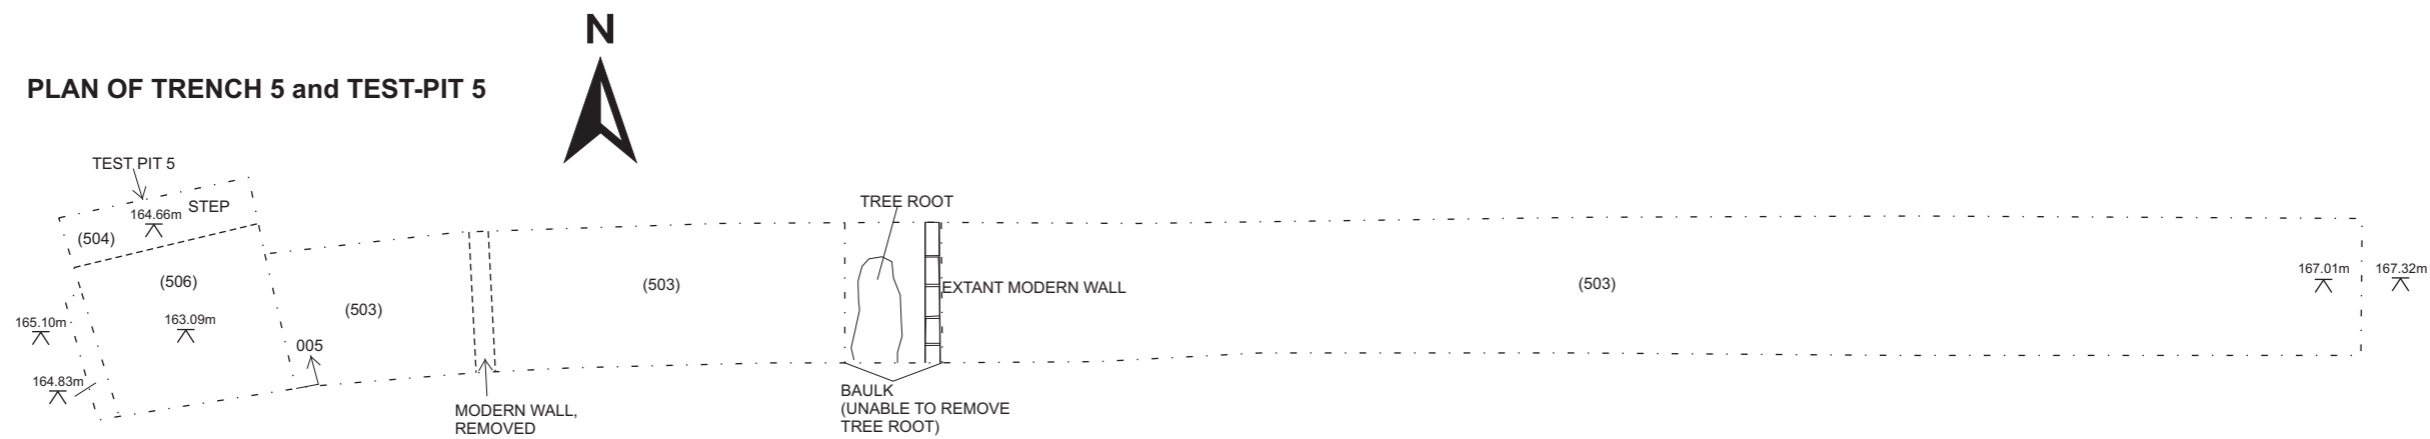 N
PLAN OF TRENCH 5 and TEST-PIT 5
TEST PIT 5
STEP
164.66m
(504)
(506)
163.09m
165.10m
164.83m
005
(503)
MODERN WALL,
REMOVED
(503)
TREE ROOT
EXTANT MODERN WALL
BAULK
(UNABLE TO REMOVE
TREE ROOT)
(503)
167.01m
167.32m